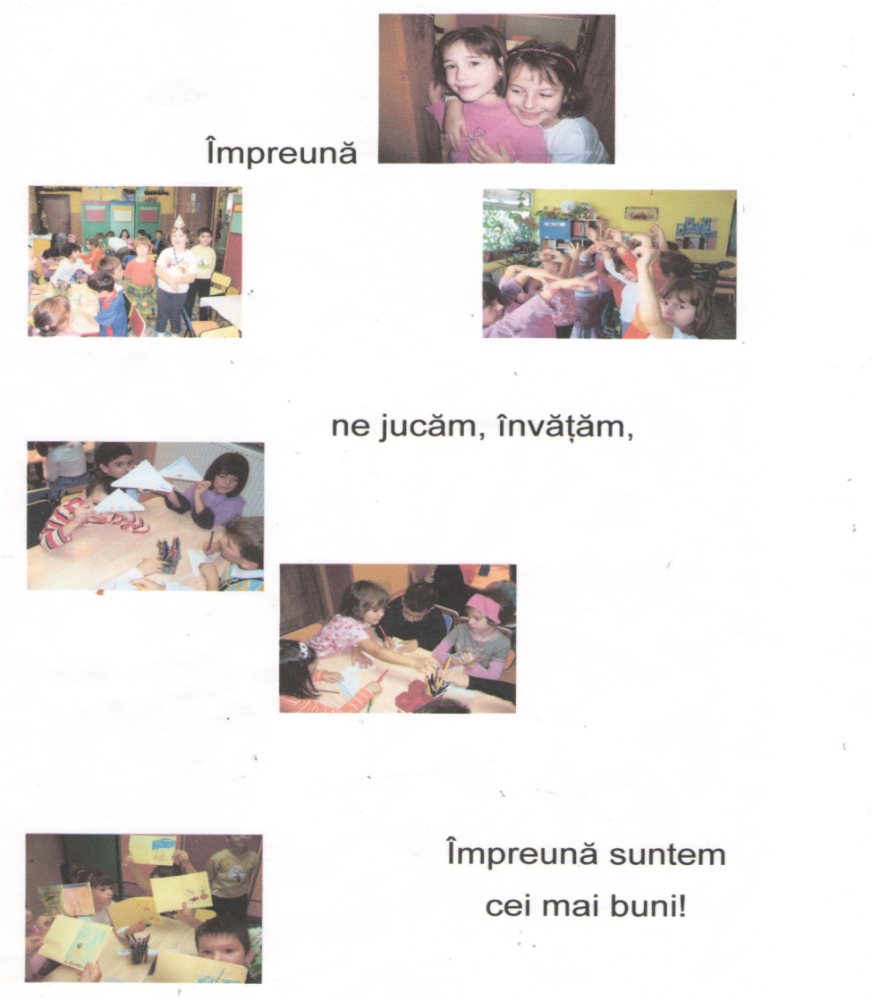 Împreună
ne jucăm, învățăm,
Împreună suntem
cei mai buni!